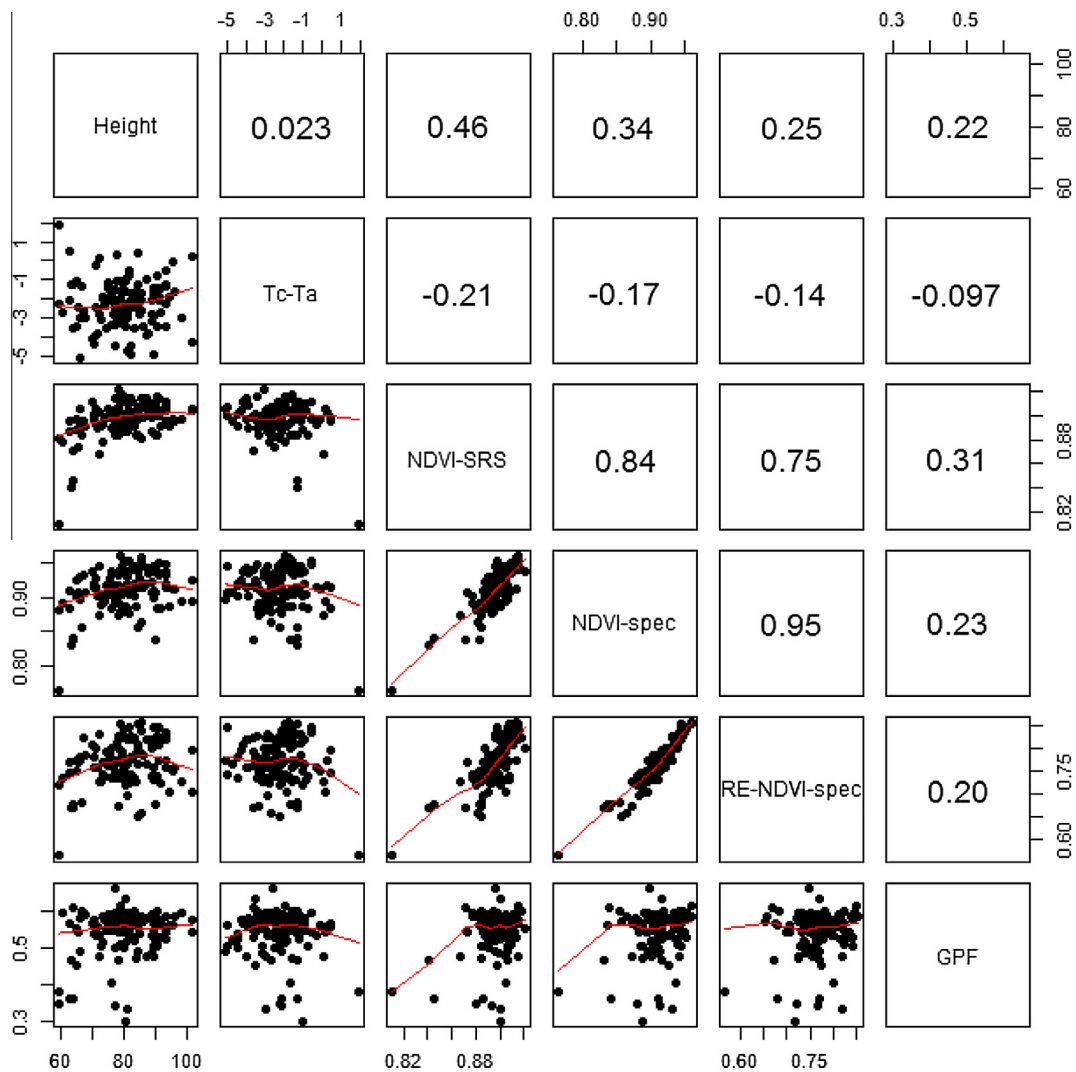 -5 -3 -1 1 0.80 0.90 0.3 0.5
Height 0.023 0.46 0.34 0.25 0.22
60 80 100
-5 -3 -1 1
Tc-Ta -0.21 -0.17 -0.14 -0.097
NDVI-SRS 0.84 0.75 0.31
0.82 0.88
0.80 0.90
NDVI-spec 0.95 0.23
RE-NDVI-spec 0.20
0.60 0.75
0.3 0.5
GPF
60 80 100 0.82 0.88 0.60 0.75